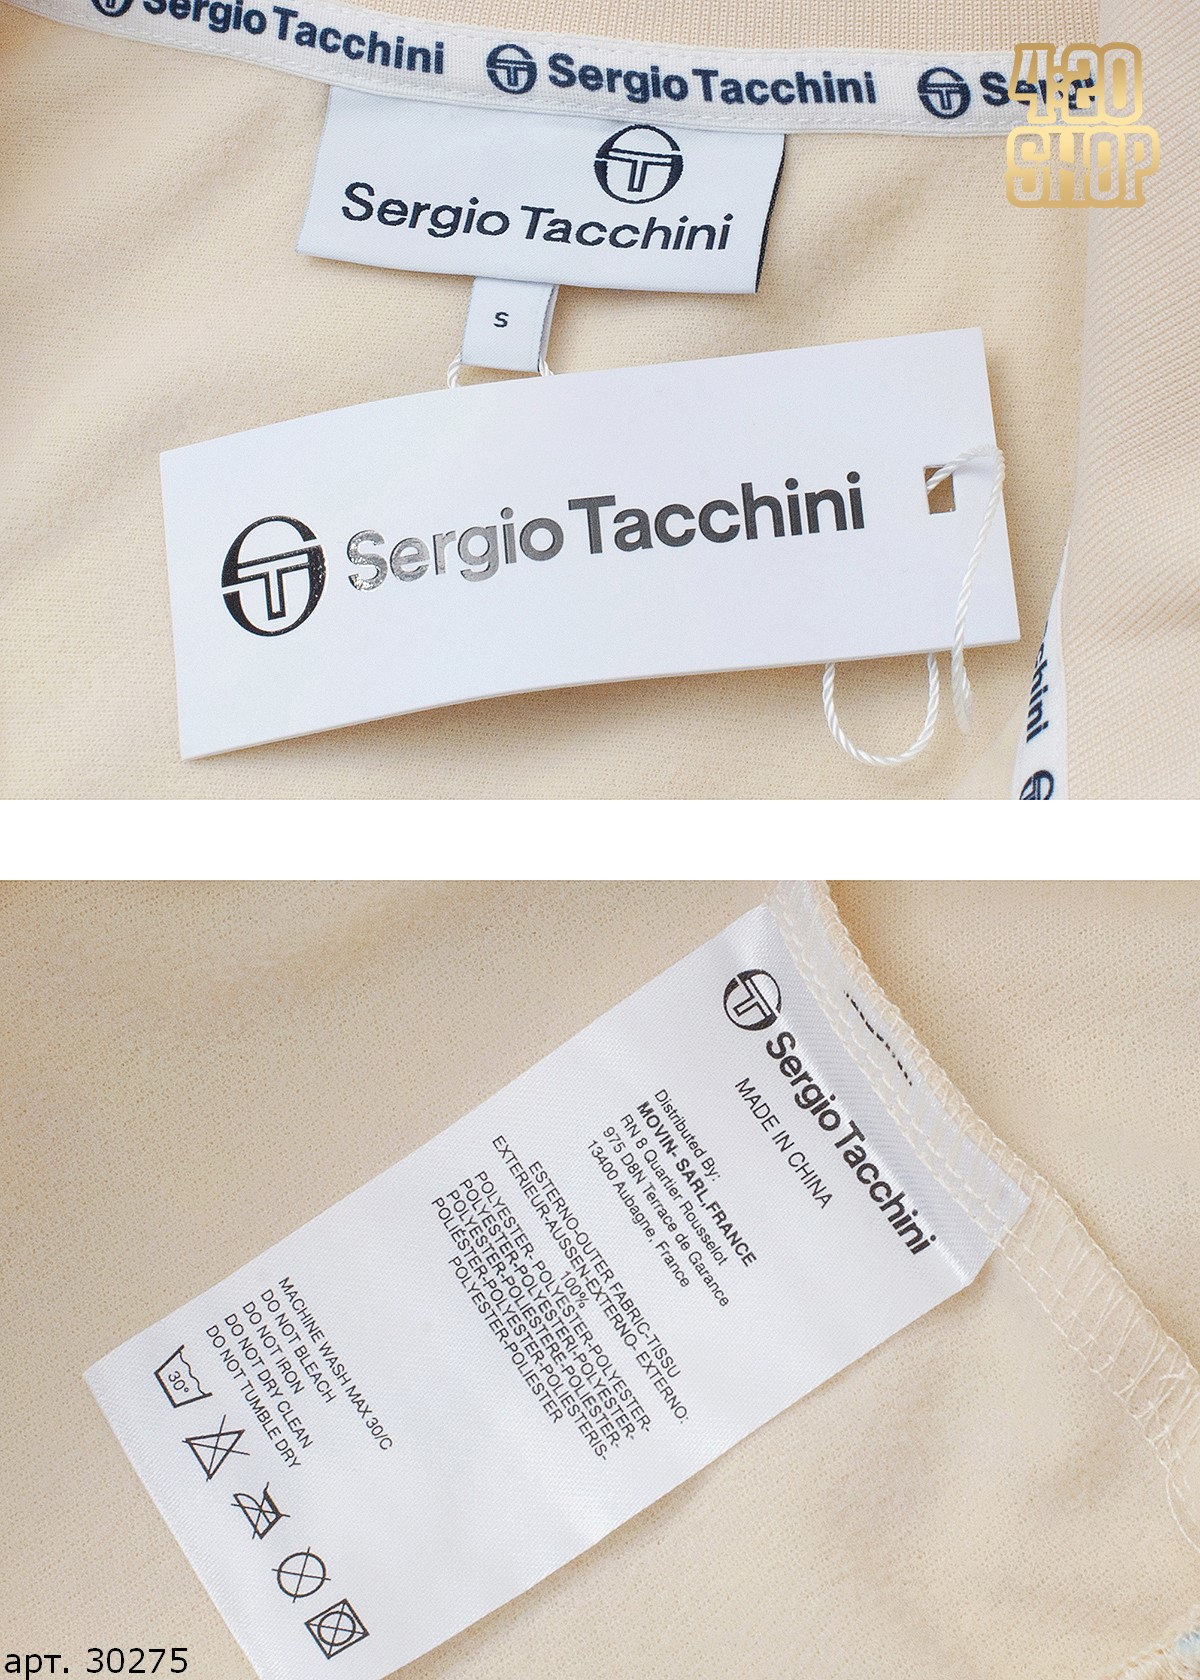 Sergio Tacchini
Sergio Tacchini
4:20
SHOP
Sergio Tacchini
S
Sergio Tacchini
Sergio Tacchini
MADE IN CHINA
Distributed By:
MOVIN- SARL,FRANCE
RN 8 Quartier Rousselot
975 D8N Terrace de Garance
13400 Aubagne, France
ESTERNO-OUTER FABRIC-TISSU
EXTERIEUR-AUSSEN-EXTERNO- EXTERNO:
100%
POLYESTER- POLYESTER-POLYESTER-
POLYESTER-POLYESTERI-POLYESTER-
POLYESTER-POLIESTERE-POLIESTER-
POLIESTER-POLYESTER-POLIESTERIS-
POLYESTER-POLIESTER
MACHINE WASH MAX 30/C
DO NOT BLEACH
DO NOT IRON
DO NOT DRY CLEAN
DO NOT TUMBLE DRY
30°
арт. 30275